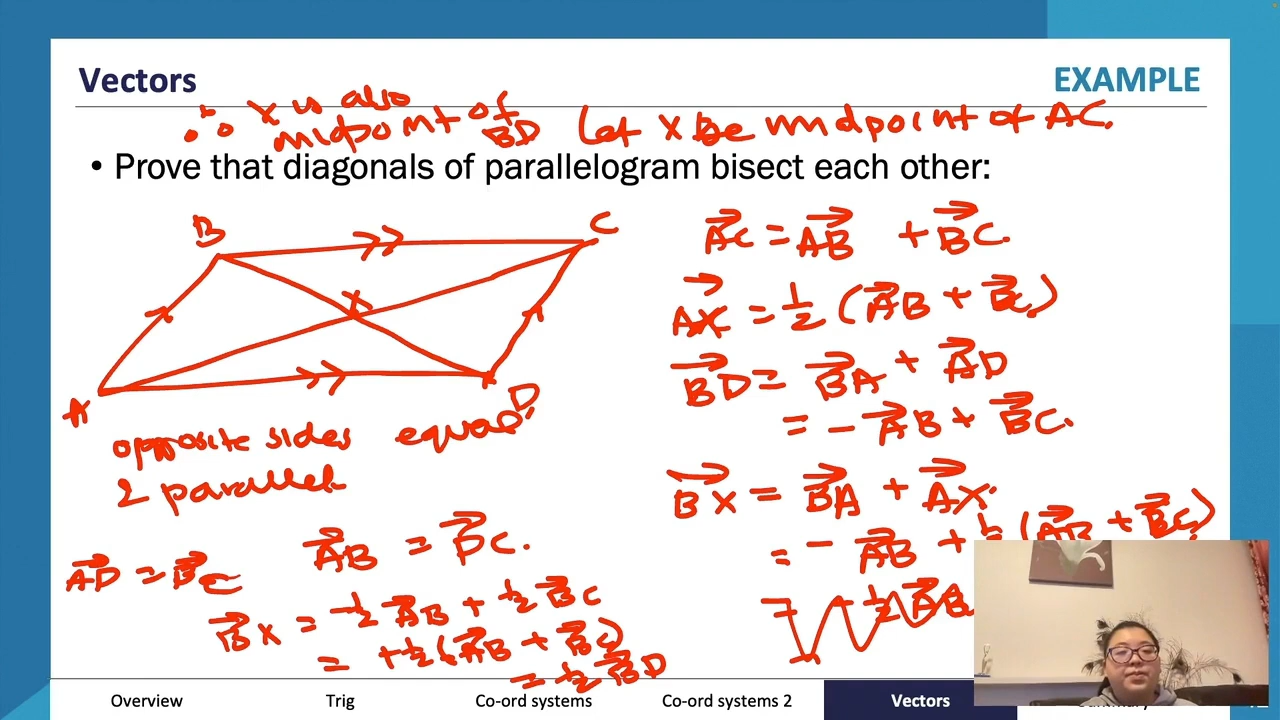 Vectors
EXAMPLE
∴ X is also
midpoint of
BD
Let X be midpoint of AC.
• Prove that diagonals of parallelogram bisect each other:
B
C
X
A
D
opposite sides equal
& parallel
AB = DC.
AD = BC
BX = -½ AB + ½ BC
= +½(-AB + BC)
= ½ BD
AC = AB + BC.
AX = ½ (AB + BC)
BD = BA + AD
= - AB + BC.
BX = BA + AX.
= - AB + ½ (AB + BC)
Overview
Trig
Co-ord systems
Co-ord systems 2
Vectors